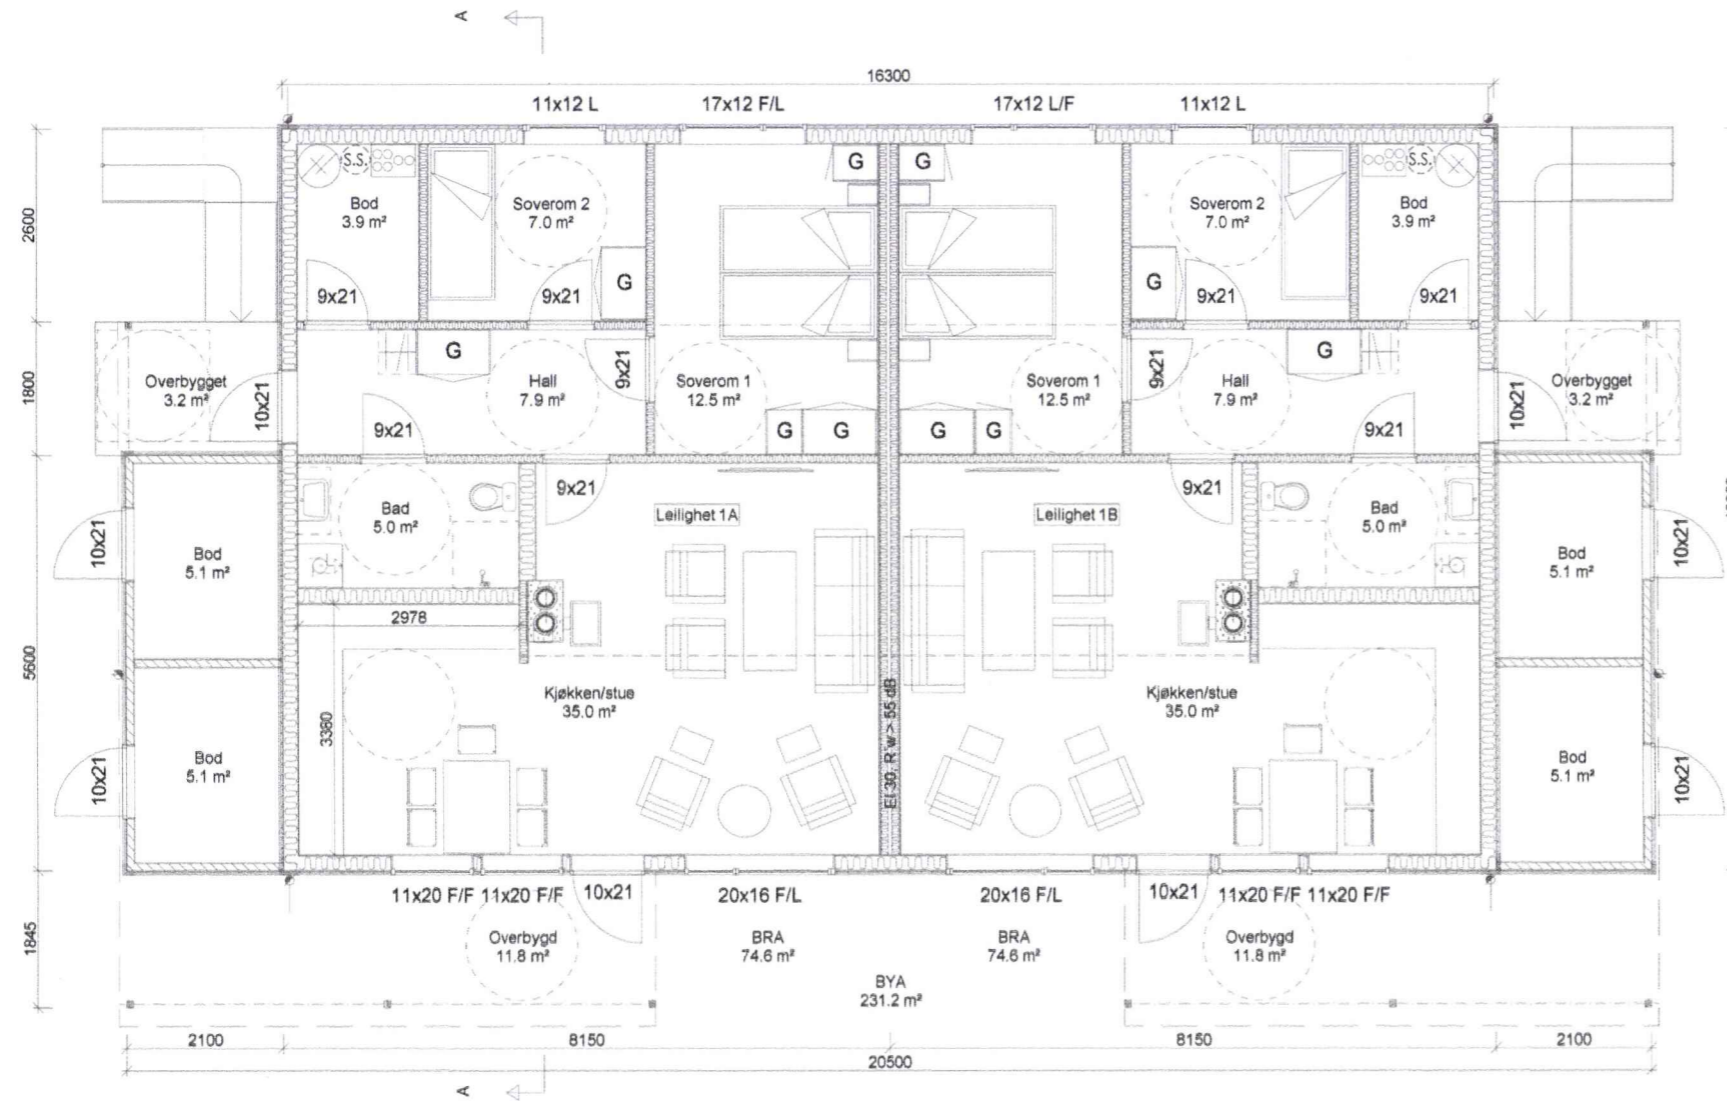 A
16300
11x12 L
17x12 F/L
17x12 L/F
11x12 L
2600
S.S.
Bod
3.9 m²
Soverom 2
7.0 m²
G
G
Soverom 2
7.0 m²
S.S.
Bod
3.9 m²
9x21
9x21
G
G
9x21
9x21
1800
Overbygget
3.2 m²
10x21
G
Hall
7.9 m²
9x21
9x21
Soverom 1
12.5 m²
G
G
Soverom 1
12.5 m²
G
G
9x21
Hall
7.9 m²
G
9x21
10x21
Overbygget
3.2 m²
5600
10x21
Bod
5.1 m²
Bad
5.0 m²
9x21
Leilighet 1A
Leilighet 1B
9x21
Bad
5.0 m²
Bod
5.1 m²
10x21
2978
3380
Kjøkken/stue
35.0 m²
EI 30, R'w > 55 dB
Kjøkken/stue
35.0 m²
10x21
Bod
5.1 m²
Bod
5.1 m²
10x21
1845
11x20 F/F
11x20 F/F
10x21
20x16 F/L
20x16 F/L
10x21
11x20 F/F
11x20 F/F
Overbygd
11.8 m²
BRA
74.6 m²
BRA
74.6 m²
Overbygd
11.8 m²
BYA
231.2 m²
2100
8150
8150
2100
20500
A